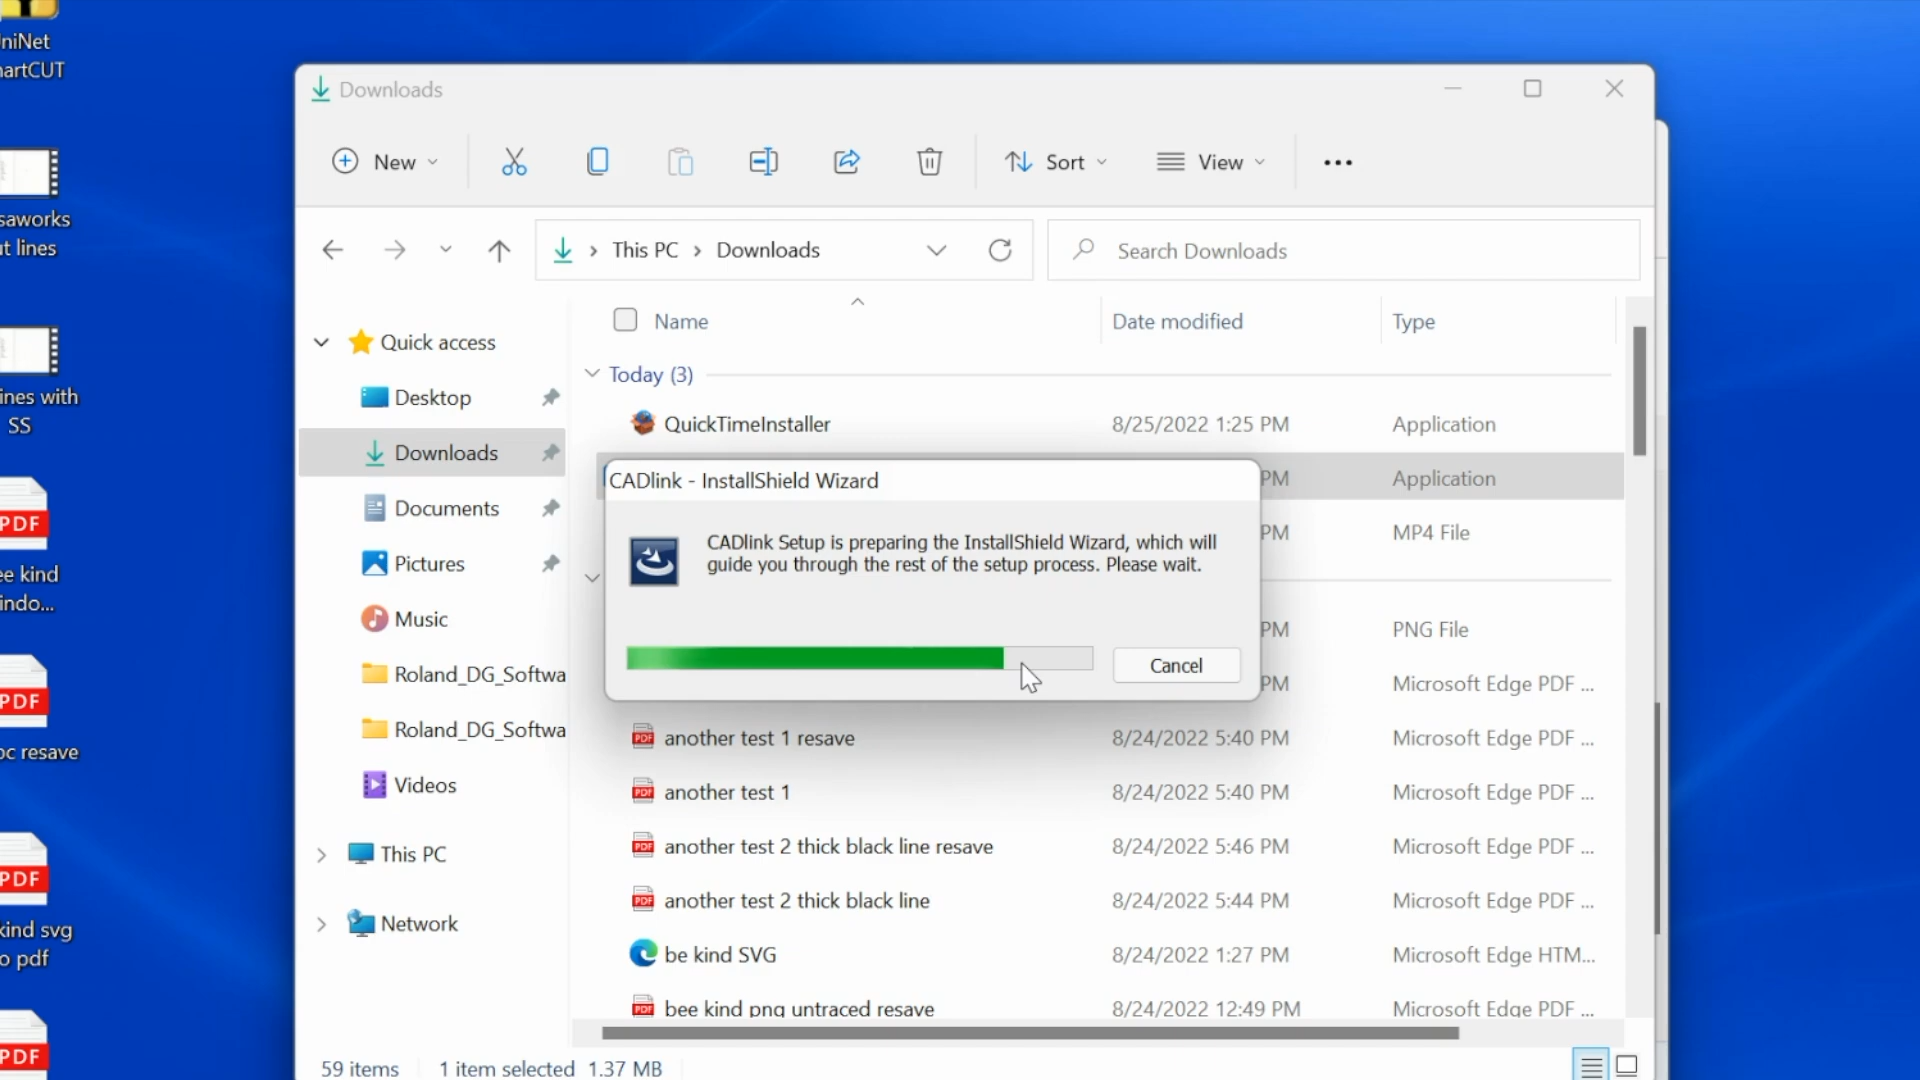 niNet
artCUT
saworks
t lines
ines with
SS
PDF
ee kind
indo...
PDF
oc resave
PDF
kind svg
o pdf
PDF
Downloads
New
Sort
View
This PC
Downloads
Search Downloads
Quick access
Desktop
Downloads
Documents
Pictures
Music
Roland_DG_Softwa
Roland_DG_Softwa
Videos
This PC
Network
Name
Date modified
Type
Today (3)
QuickTimeInstaller
8/25/2022 1:25 PM
Application
PM
Application
PM
MP4 File
CADlink - InstallShield Wizard
CADlink Setup is preparing the InstallShield Wizard, which will
guide you through the rest of the setup process. Please wait.
Cancel
PM
PNG File
PM
Microsoft Edge PDF ...
PDF
another test 1 resave
8/24/2022 5:40 PM
Microsoft Edge PDF ...
PDF
another test 1
8/24/2022 5:40 PM
Microsoft Edge PDF ...
PDF
another test 2 thick black line resave
8/24/2022 5:46 PM
Microsoft Edge PDF ...
PDF
another test 2 thick black line
8/24/2022 5:44 PM
Microsoft Edge PDF ...
be kind SVG
8/24/2022 1:27 PM
Microsoft Edge HTM...
PDF
bee kind png untraced resave
8/24/2022 12:49 PM
Microsoft Edge PDF ...
59 items
1 item selected 1.37 MB